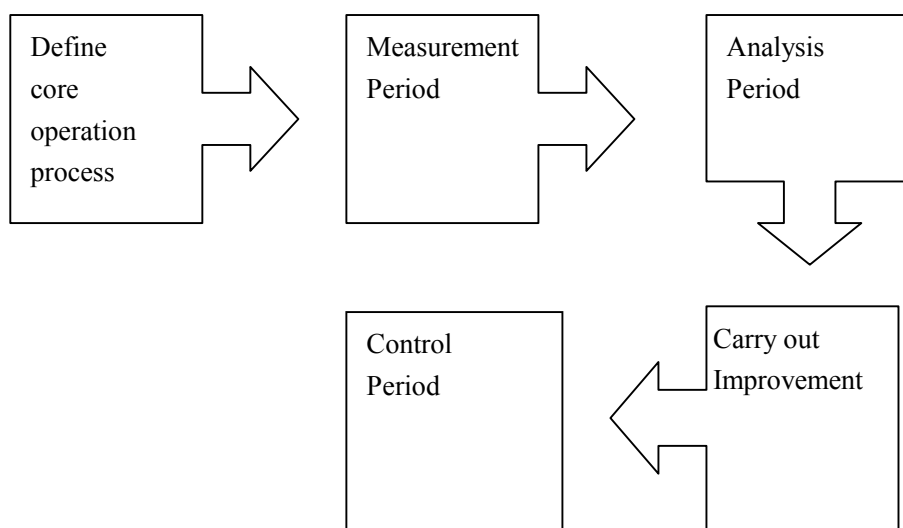 Define
core
operation
process
Measurement
Period
Analysis
Period
Carry out
Improvement
Control
Period